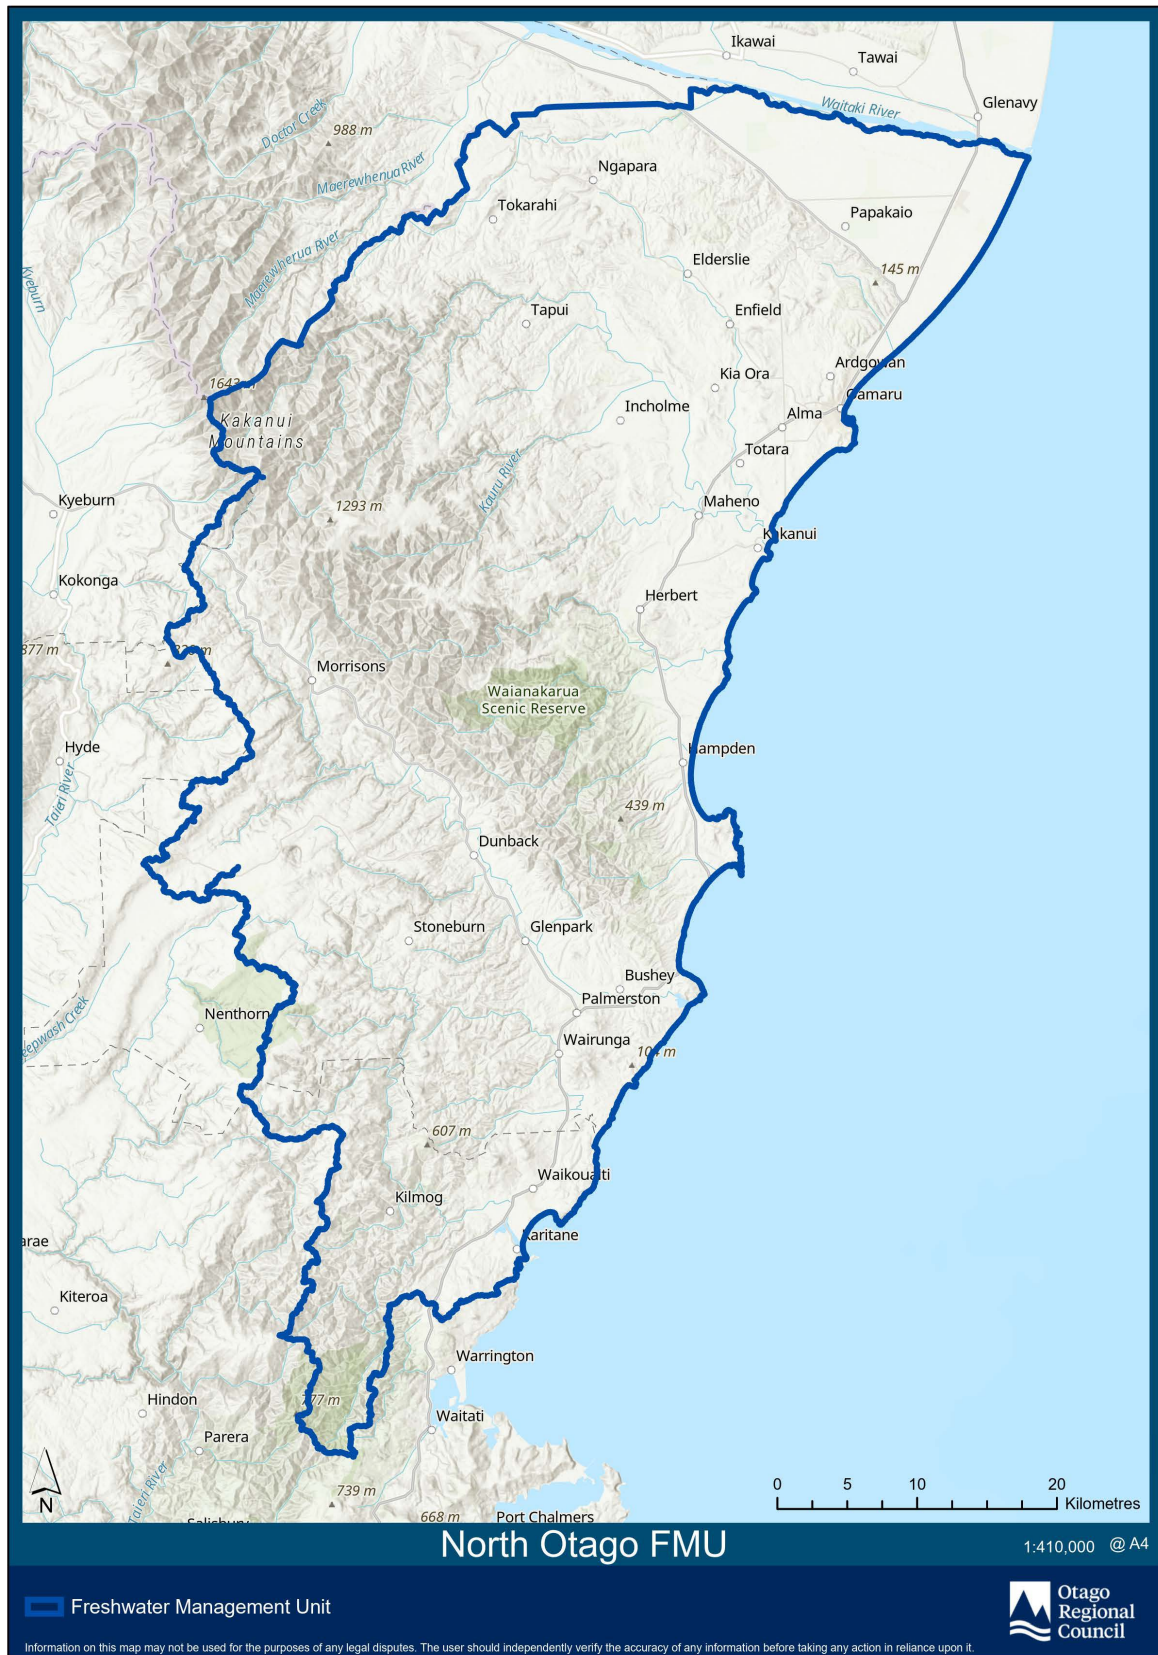 Ikawai
Tawai
Waitaki River
Glenavy
Doctor Creek
988 m
Maerewhenua River
Ngapara
Tokarahi
Papakaio
Maerewhenua River
Elderslie
145 m
Kyeburn
Tapui
Enfield
Ardgowan
Kia Ora
Oamaru
Incholme
Alma
Kakanui
Mountains
Totara
Kauru River
Kyeburn
1293 m
Maheno
Kakanui
Kokonga
Herbert
877 m
Morrisons
Waianakarua
Scenic Reserve
Hyde
Hampden
Taieri River
439 m
Dunback
Stoneburn
Glenpark
Bushey
Palmerston
Nenthorn
eepwash Creek
Wairunga
607 m
Waikouaiti
Kilmog
Karitane
arae
Kiteroa
Warrington
Hindon
Waitati
Parera
Taieri River
739 m
668 m
Port Chalmers
N
0 5 10 20
Kilometres
North Otago FMU
1:410,000 @ A4
Freshwater Management Unit
Otago
Regional
Council
Information on this map may not be used for the purposes of any legal disputes. The user should independently verify the accuracy of any information before taking any action in reliance upon it.